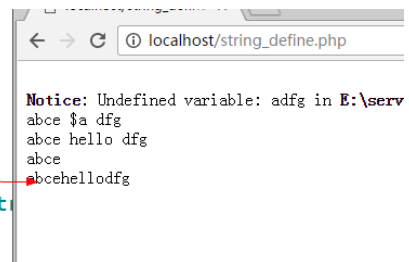 localhost/string_define.php
Notice: Undefined variable: adfg in E:\serv
abce $a dfg
abce hello dfg
abce
abcehellodfg